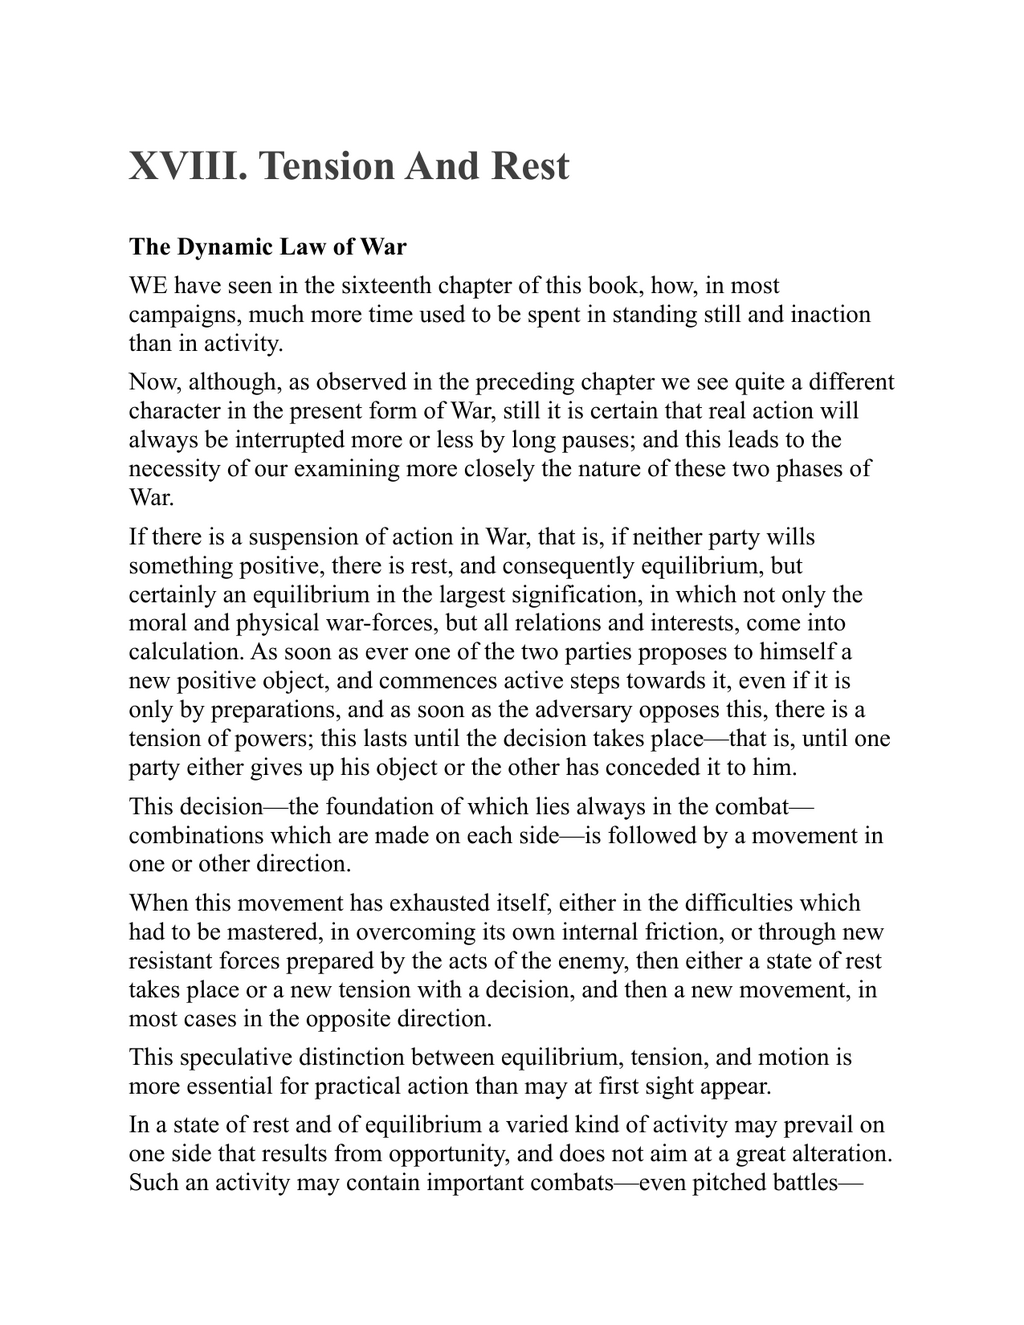 XVIII. Tension And Rest
The Dynamic Law of War
WE have seen in the sixteenth chapter of this book, how, in most
campaigns, much more time used to be spent in standing still and inaction
than in activity.
Now, although, as observed in the preceding chapter we see quite a different
character in the present form of War, still it is certain that real action will
always be interrupted more or less by long pauses; and this leads to the
necessity of our examining more closely the nature of these two phases of
War.
If there is a suspension of action in War, that is, if neither party wills
something positive, there is rest, and consequently equilibrium, but
certainly an equilibrium in the largest signification, in which not only the
moral and physical war-forces, but all relations and interests, come into
calculation. As soon as ever one of the two parties proposes to himself a
new positive object, and commences active steps towards it, even if it is
only by preparations, and as soon as the adversary opposes this, there is a
tension of powers; this lasts until the decision takes place—that is, until one
party either gives up his object or the other has conceded it to him.
This decision—the foundation of which lies always in the combat—
combinations which are made on each side—is followed by a movement in
one or other direction.
When this movement has exhausted itself, either in the difficulties which
had to be mastered, in overcoming its own internal friction, or through new
resistant forces prepared by the acts of the enemy, then either a state of rest
takes place or a new tension with a decision, and then a new movement, in
most cases in the opposite direction.
This speculative distinction between equilibrium, tension, and motion is
more essential for practical action than may at first sight appear.
In a state of rest and of equilibrium a varied kind of activity may prevail on
one side that results from opportunity, and does not aim at a great alteration.
Such an activity may contain important combats—even pitched battles—